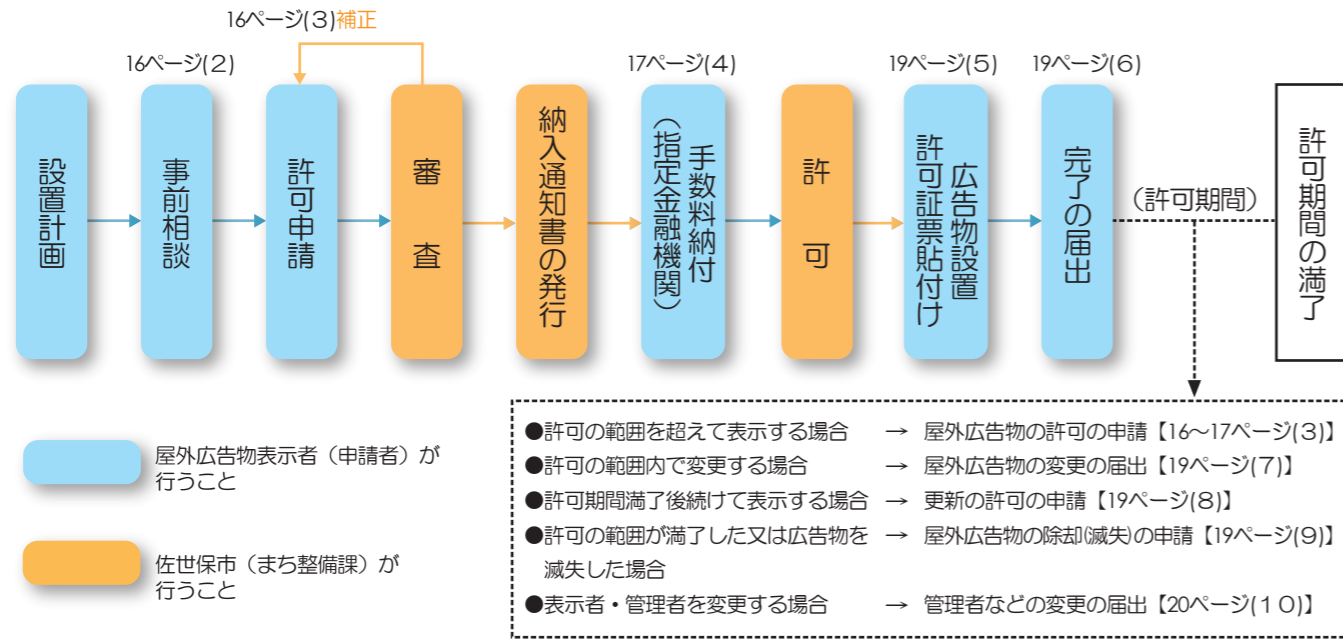 16ページ(3)補正
16ページ(2)
17ページ(4)
19ページ(5)
19ページ(6)
設置計画
事前相談
許可申請
審査
納入通知書の発行
手数料納付
（指定金融機関）
許可
広告物設置
許可証票貼付け
完了の届出
（許可期間）
許可期間の満了
屋外広告物表示者（申請者）が
行うこと
佐世保市（まち整備課）が
行うこと
●許可の範囲を超えて表示する場合 → 屋外広告物の許可の申請【16～17ページ(3)】
●許可の範囲内で変更する場合 → 屋外広告物の変更の届出【19ページ(7)】
●許可期間満了後続けて表示する場合 → 更新の許可の申請【19ページ(8)】
●許可の範囲が満了した又は広告物を → 屋外広告物の除却(滅失)の申請【19ページ(9)】
滅失した場合
●表示者・管理者を変更する場合 → 管理者などの変更の届出【20ページ(１０)】